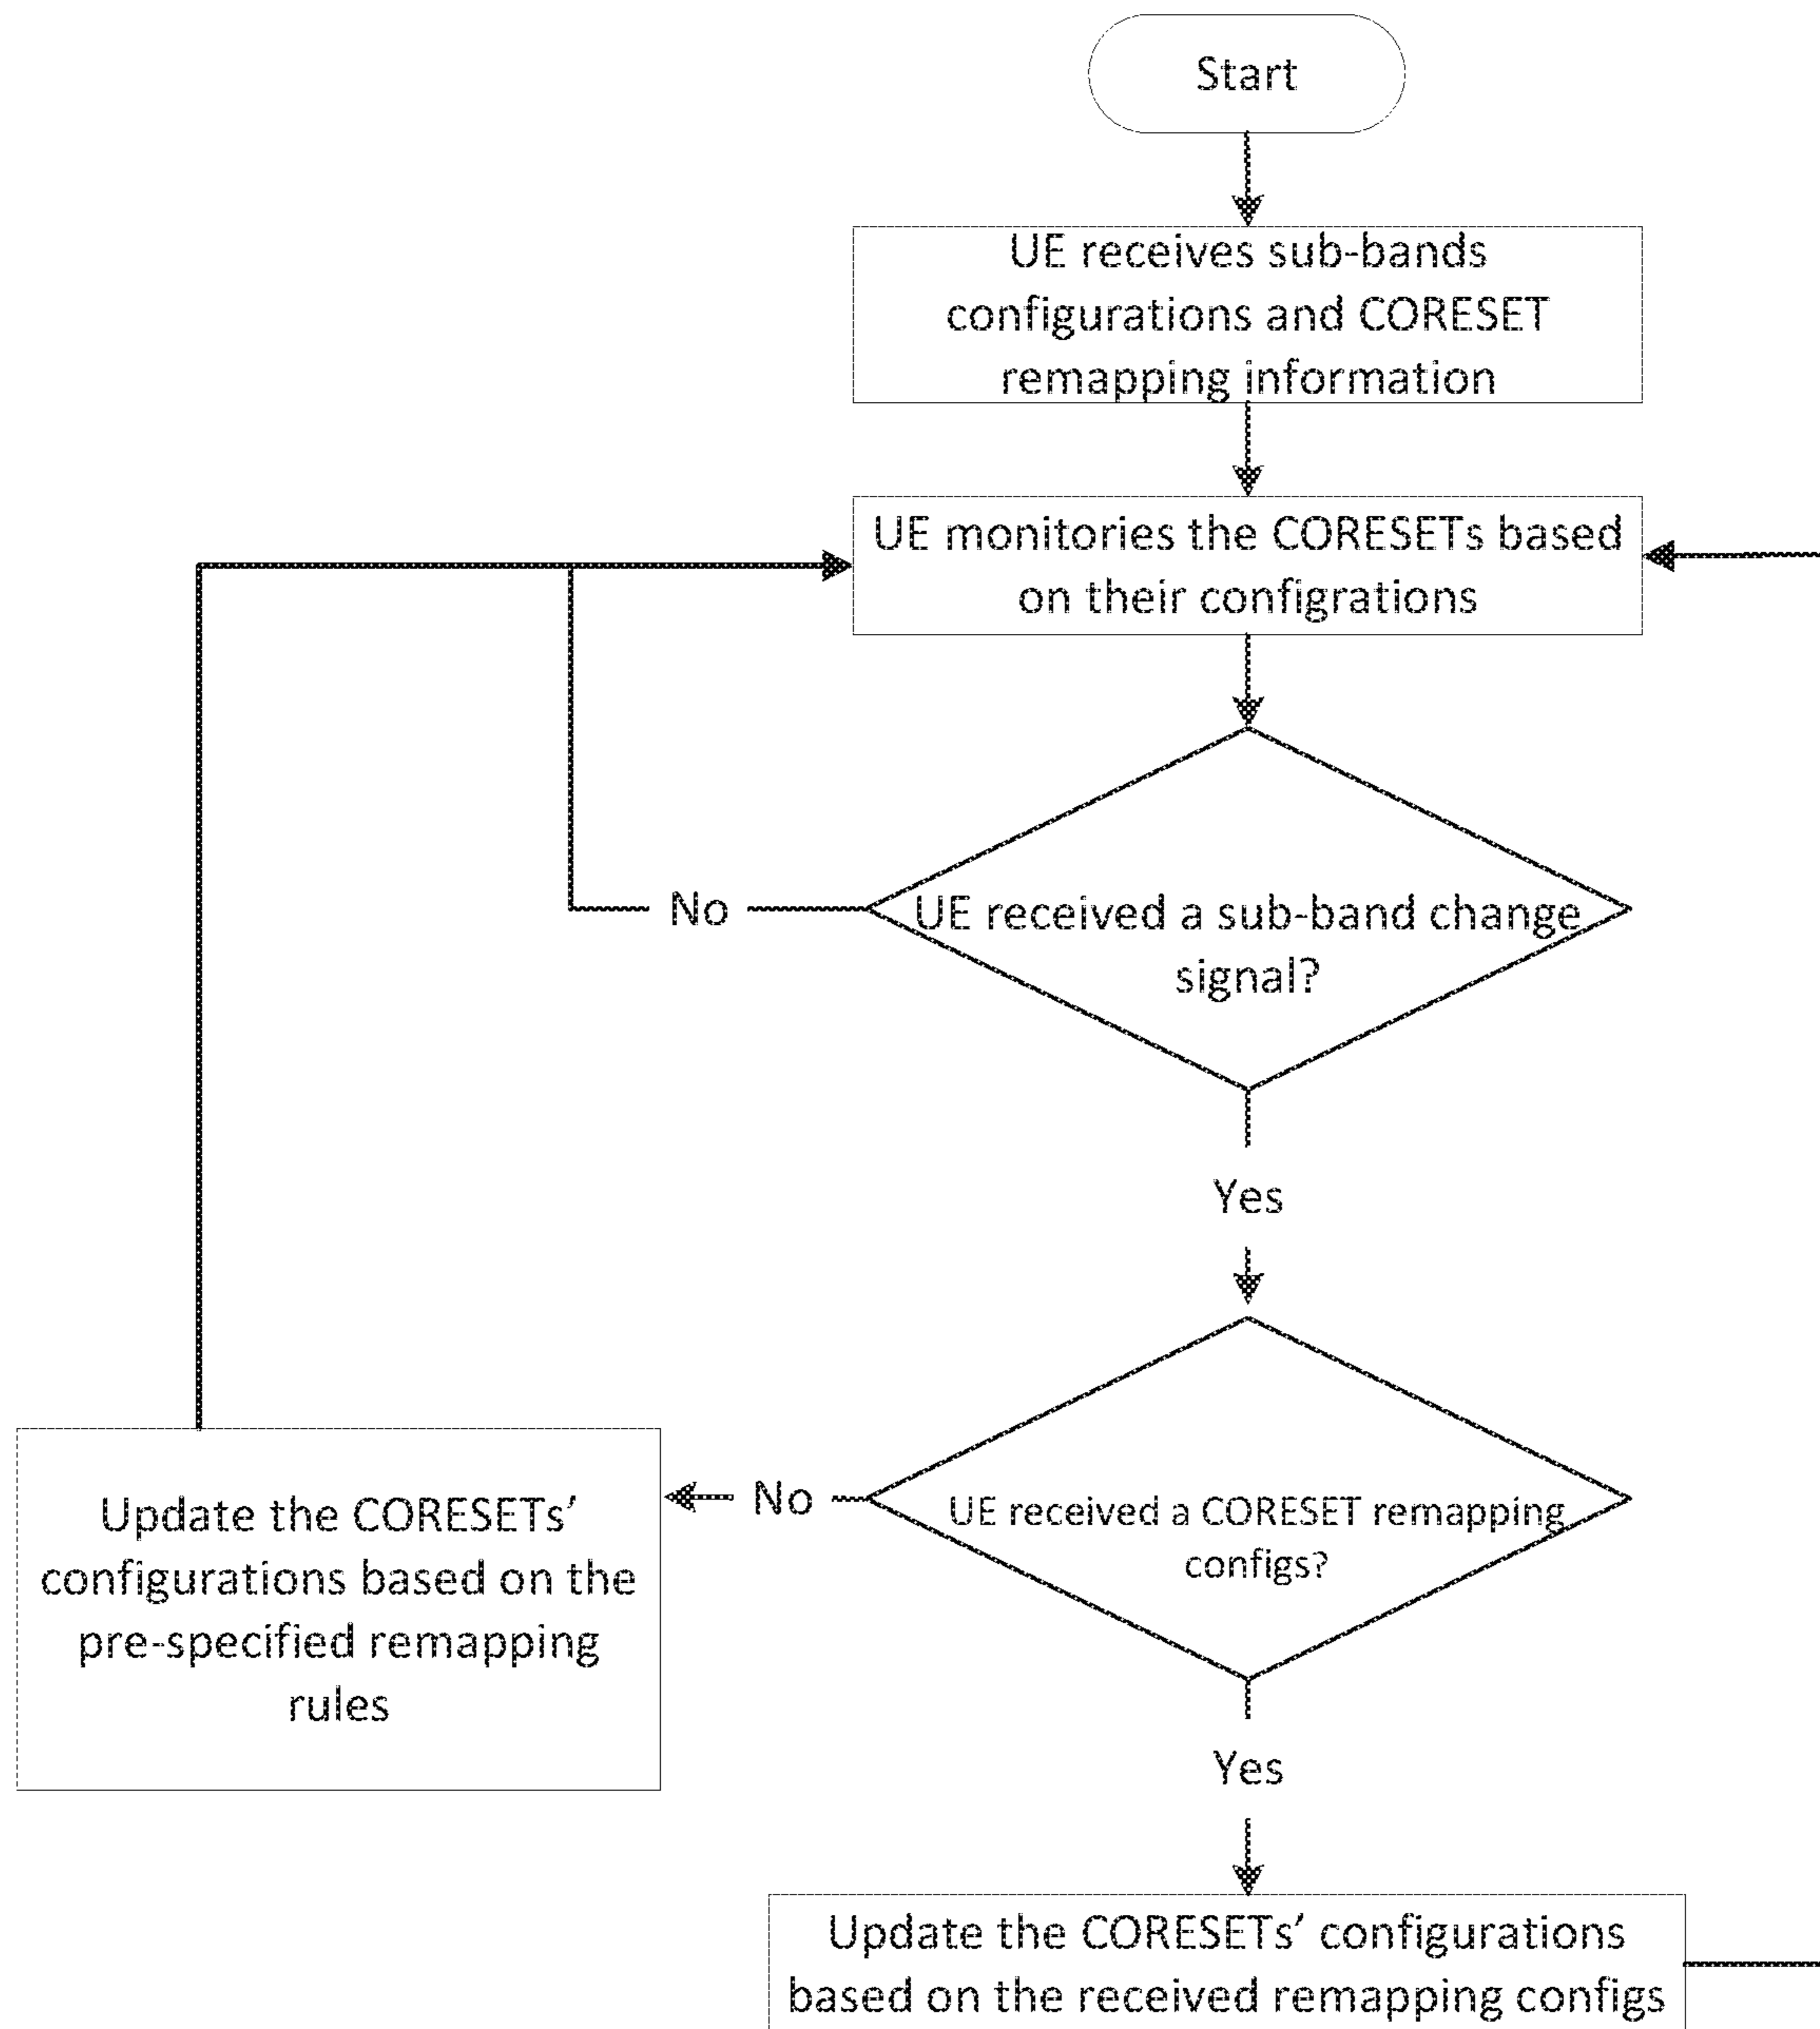 Start
UE receives sub-bands
configurations and CORESET
remapping information
UE monitories the CORESETs based
on their configrations
No
UE received a sub-band change
signal?
Yes
UE received a CORESET remapping
configs?
No
Update the CORESETs’
configurations based on the
pre-specified remapping
rules
Yes
Update the CORESETs’ configurations
based on the received remapping configs